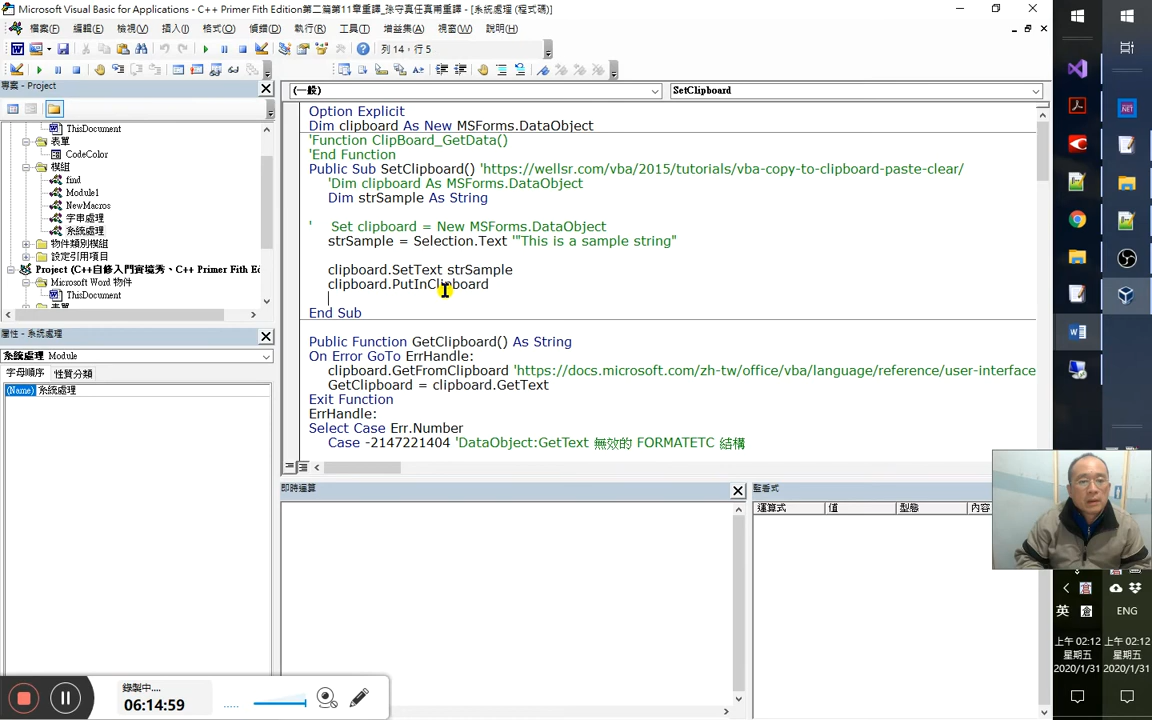 Microsoft Visual Basic for Applications - C++ Primer Fith Edition第二篇第11章重譯_孫守真任真甫重譯 - [系統處理 (程式碼)]
檔案(F) 編輯(E) 檢視(V) 插入(I) 格式(O) 偵錯(D) 執行(R) 工具(T) 增益集(A) 視窗(W) 說明(H)
列 14，行 5
專案 - Project
ThisDocument
表單
CodeColor
模組
find
Module1
NewMacros
字串處理
系統處理
物件類別模組
設定引用項目
Project (C++自修入門實境秀、C++ Primer Fith Ed
Microsoft Word 物件
ThisDocument
屬性 - 系統處理
系統處理 Module
字母順序 性質分類
(Name) 系統處理
(一般) SetClipboard
Option Explicit
Dim clipboard As New MSForms.DataObject
'Function ClipBoard_GetData()
'End Function
Public Sub SetClipboard() 'https://wellsr.com/vba/2015/tutorials/vba-copy-to-clipboard-paste-clear/
'Dim clipboard As MSForms.DataObject
Dim strSample As String
' Set clipboard = New MSForms.DataObject
strSample = Selection.Text '"This is a sample string"
clipboard.SetText strSample
clipboard.PutInClipboard
End Sub
Public Function GetClipboard() As String
On Error GoTo ErrHandle:
clipboard.GetFromClipboard 'https://docs.microsoft.com/zh-tw/office/vba/language/reference/user-interface
GetClipboard = clipboard.GetText
Exit Function
ErrHandle:
Select Case Err.Number
Case -2147221404 'DataObject:GetText 無效的 FORMATETC 結構
即時運算
監看式
運算式 值 型態 內容
錄製中....
06:14:59
英 ENG
上午 02:12 上午 02:12
星期五 星期五
2020/1/31 2020/1/31